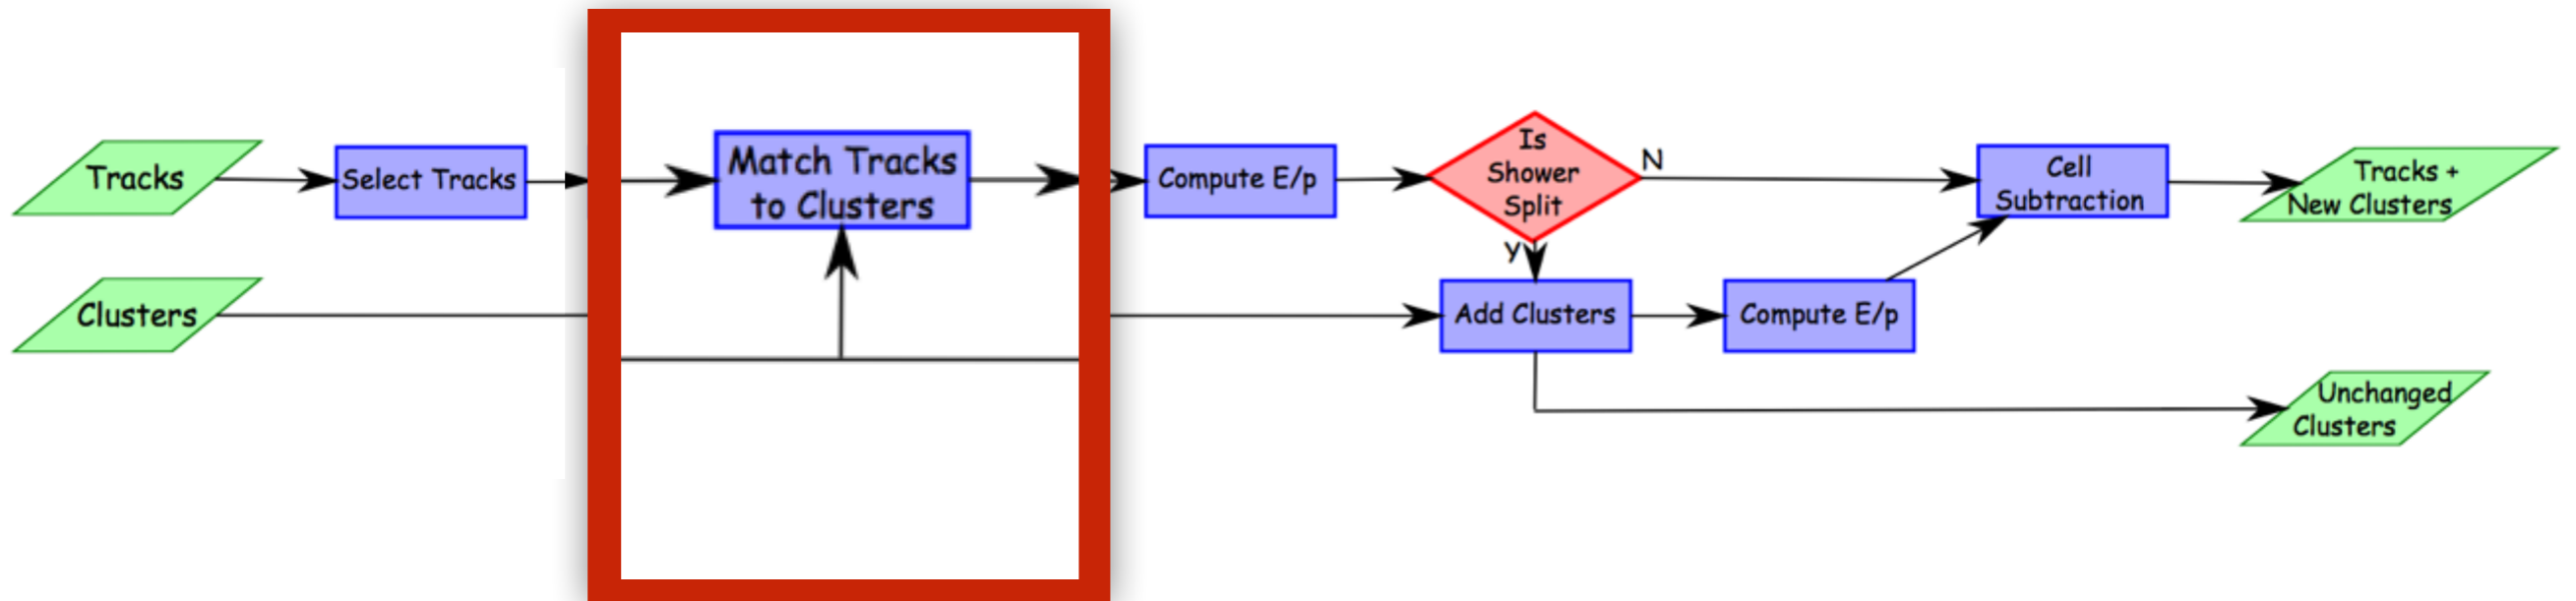 Tracks
Select Tracks
Match Tracks
to Clusters
Compute E/p
Is
Shower
Split
N
Y
Cell
Subtraction
Tracks +
New Clusters
Clusters
Add Clusters
Compute E/p
Unchanged
Clusters